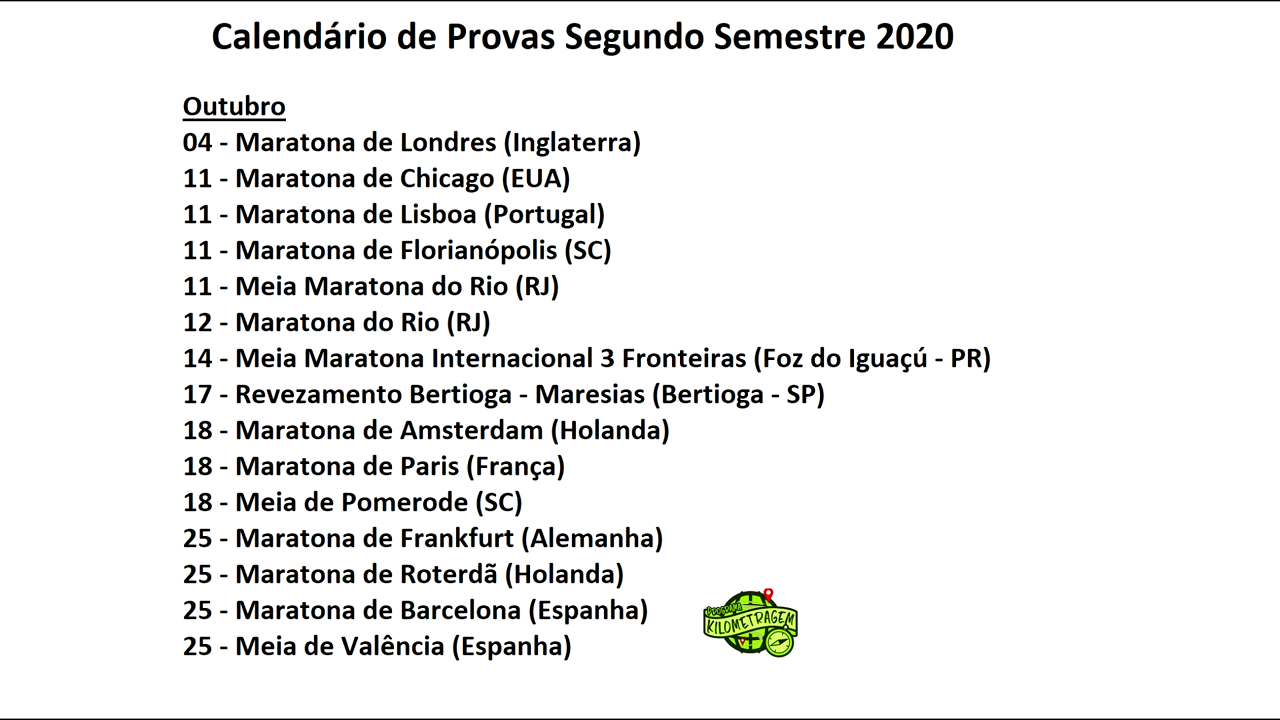 Calendário de Provas Segundo Semestre 2020
Outubro
04 - Maratona de Londres (Inglaterra)
11 - Maratona de Chicago (EUA)
11 - Maratona de Lisboa (Portugal)
11 - Maratona de Florianópolis (SC)
11 - Meia Maratona do Rio (RJ)
12 - Maratona do Rio (RJ)
14 - Meia Maratona Internacional 3 Fronteiras (Foz do Iguaçú - PR)
17 - Revezamento Bertioga - Maresias (Bertioga - SP)
18 - Maratona de Amsterdam (Holanda)
18 - Maratona de Paris (França)
18 - Meia de Pomerode (SC)
25 - Maratona de Frankfurt (Alemanha)
25 - Maratona de Roterdã (Holanda)
25 - Maratona de Barcelona (Espanha)
25 - Meia de Valência (Espanha)
PROGRAMA
KILOMETRAGEM